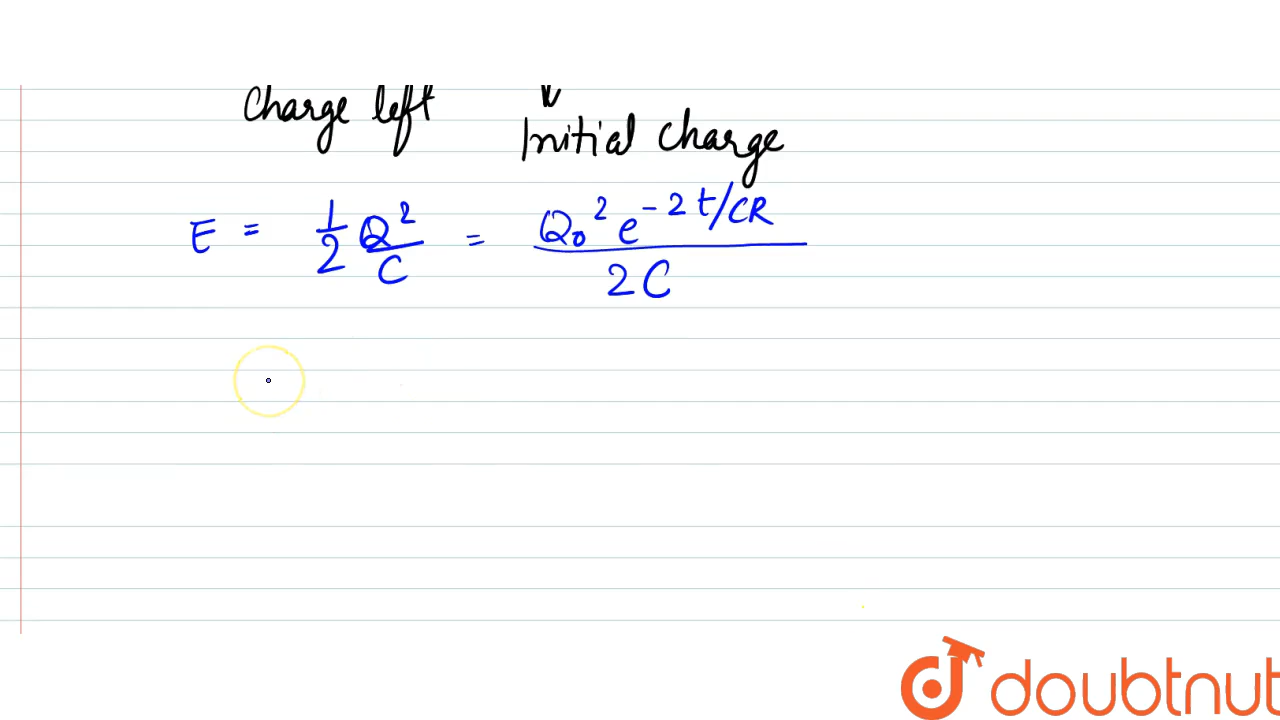 Charge left
Initial charge
E = 1/2 Q²/C = Q₀² e^(-2t/CR) / 2C
doubtnut